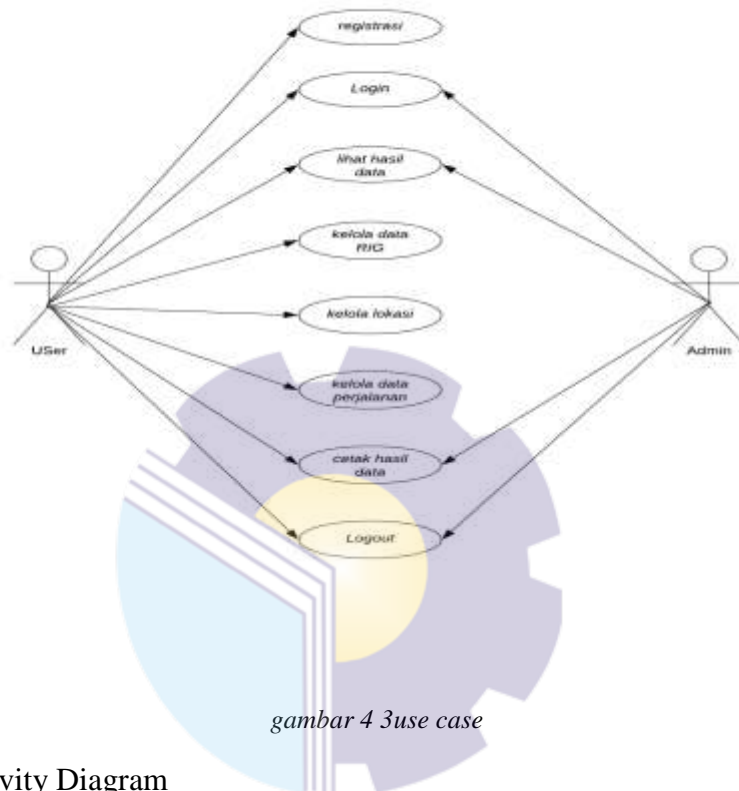 registrasi
Login
lihat hasil
data
kelola data
RIG
kelola lokasi
USer
Admin
kelola data
perjalanan
cetak hasil
data
Logout
gambar 4 3use case
vity Diagram